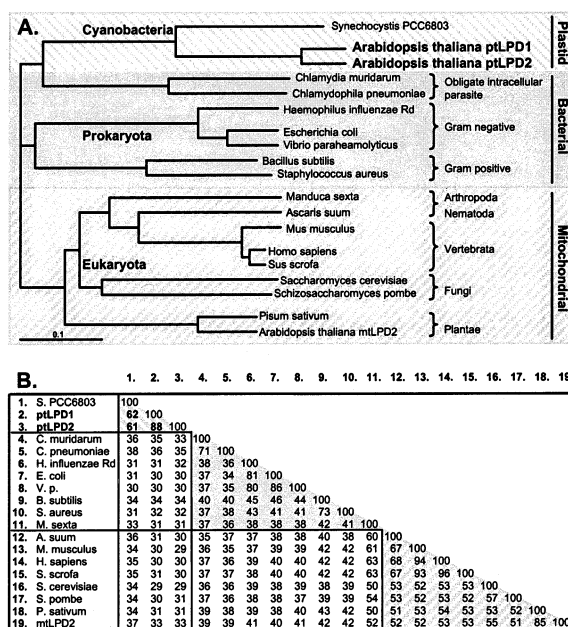 A.
Cyanobacteria
Synechocystis PCC6803
Arabidopsis thaliana ptLPD1
Arabidopsis thaliana ptLPD2
Plastid
Chlamydia muridarum
Chlamydophila pneumoniae
Obligate intracellular
parasite
Haemophilus influenzae Rd
Prokaryota
Escherichia coli
Vibrio paraheamolyticus
Gram negative
Bacillus subtilis
Staphylococcus aureus
Gram positive
Bacterial
Manduca sexta
Arthropoda
Ascaris suum
Nematoda
Mus musculus
Homo sapiens
Sus scrofa
Vertebrata
Eukaryota
Saccharomyces cerevisiae
Schizosaccharomyces pombe
Fungi
Pisum sativum
Arabidopsis thaliana mtLPD2
Plantae
Mitochondrial
0.1
B.
1. 2. 3. 4. 5. 6. 7. 8. 9. 10. 11. 12. 13. 14. 15. 16. 17. 18. 19
1. S. PCC6803 100
2. ptLPD1 62 100
3. ptLPD2 61 88 100
4. C. muridarum 36 35 33 100
5. C. pneumoniae 38 36 35 71 100
6. H. influenzae Rd 31 31 32 38 36 100
7. E. coli 31 30 30 37 34 81 100
8. V. p. 30 30 30 37 35 80 86 100
9. B. subtilis 34 34 34 40 40 45 46 44 100
10. S. aureus 31 32 32 37 38 43 41 41 73 100
11. M. sexta 33 31 31 37 36 38 38 38 42 41 100
12. A. suum 36 31 30 35 37 37 38 38 40 38 60 100
13. M. musculus 34 30 29 36 35 37 39 39 42 42 61 67 100
14. H. sapiens 35 30 30 37 36 39 40 40 42 42 63 68 94 100
15. S. scrofa 35 31 30 37 37 38 40 40 42 42 63 67 93 96 100
16. S. cerevisiae 34 29 29 36 36 39 38 39 38 39 50 53 52 53 53 100
17. S. pombe 34 30 31 37 36 38 38 37 39 39 54 53 52 53 52 57 100
18. P. sativum 34 31 31 39 38 39 38 40 43 42 50 51 53 54 53 53 52 100
19. mtLPD2 37 33 33 39 39 41 40 41 42 42 52 52 52 53 53 55 51 85 100